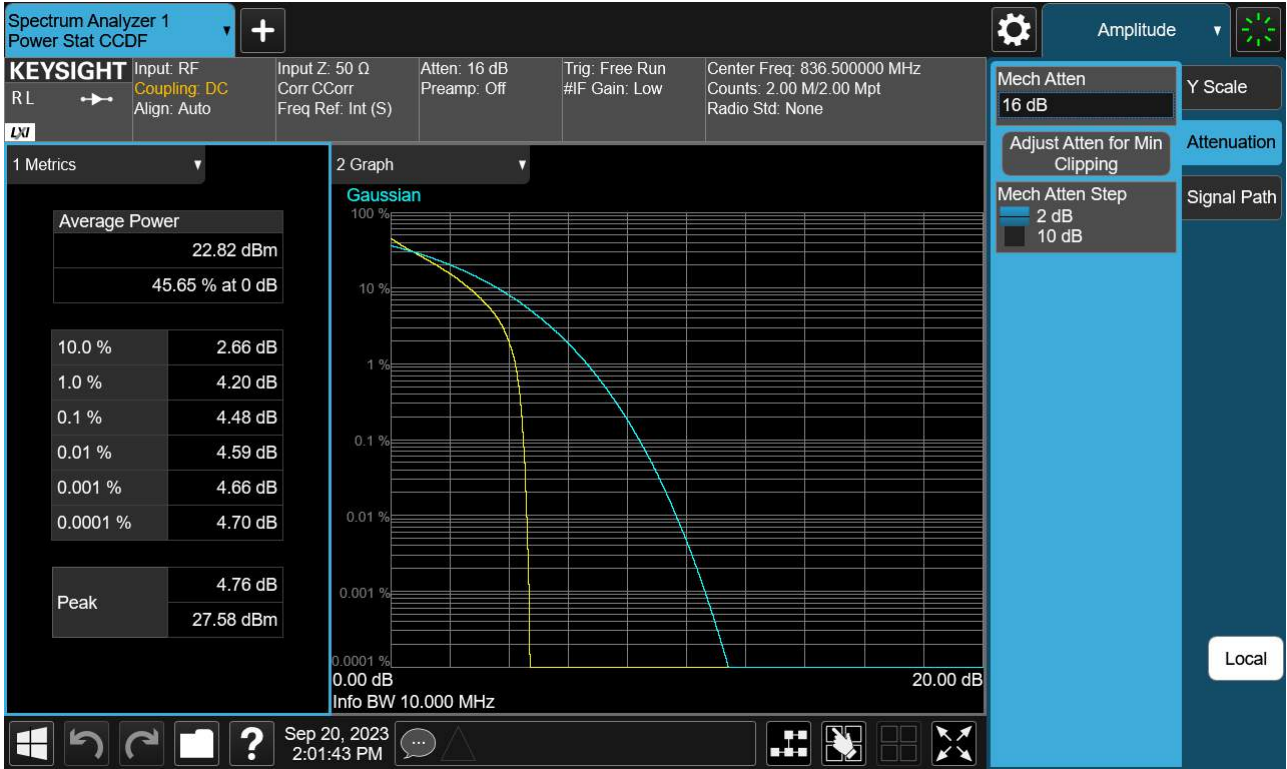 Spectrum Analyzer 1
Power Stat CCDF
+
Amplitude
KEYSIGHT
RL
LXI
Input: RF
Coupling: DC
Align: Auto
Input Z: 50 Ω
Corr CCorr
Freq Ref: Int (S)
Atten: 16 dB
Preamp: Off
Trig: Free Run
#IF Gain: Low
Center Freq: 836.500000 MHz
Counts: 2.00 M/2.00 Mpt
Radio Std: None
Mech Atten
16 dB
Adjust Atten for Min
Clipping
Mech Atten Step
2 dB
10 dB
Y Scale
Attenuation
Signal Path
Local
1 Metrics
Average Power
22.82 dBm
45.65 % at 0 dB
10.0 % 2.66 dB
1.0 % 4.20 dB
0.1 % 4.48 dB
0.01 % 4.59 dB
0.001 % 4.66 dB
0.0001 % 4.70 dB
Peak
4.76 dB
27.58 dBm
2 Graph
Gaussian
100 %
10 %
1 %
0.1 %
0.01 %
0.001 %
0.0001 %
0.00 dB 20.00 dB
Info BW 10.000 MHz
?
Sep 20, 2023
2:01:43 PM